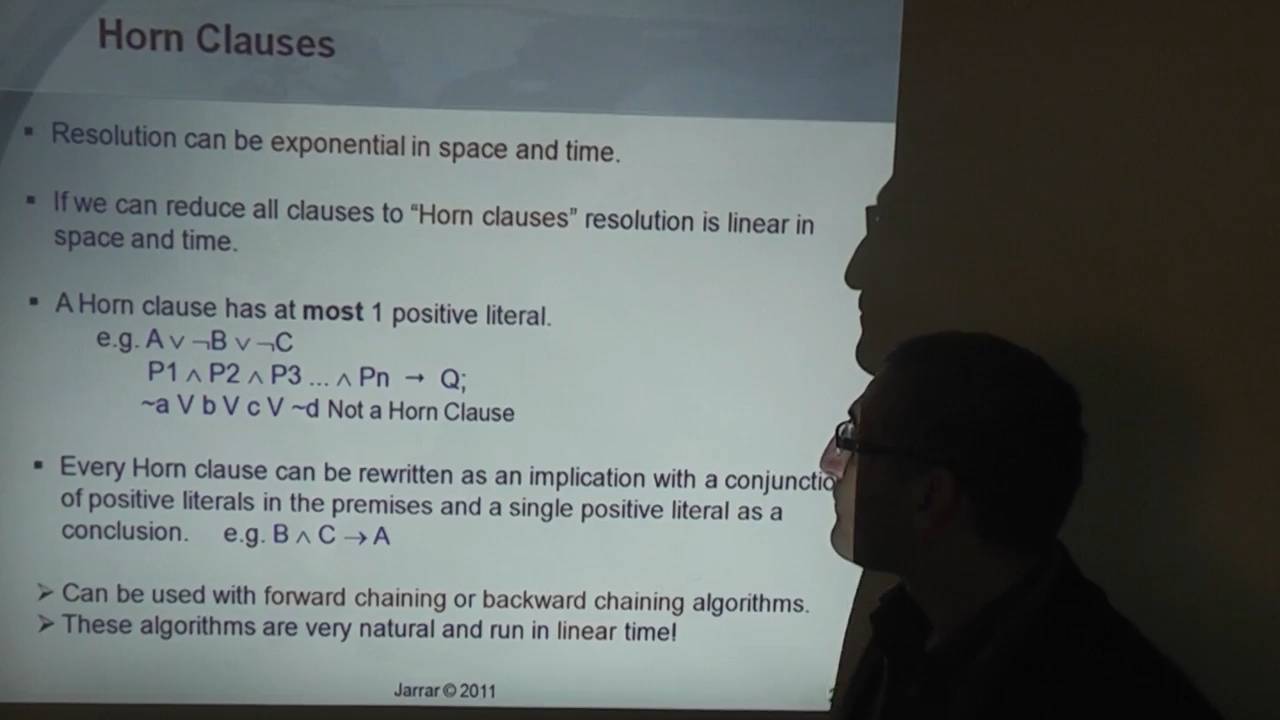 Horn Clauses
▪ Resolution can be exponential in space and time.
▪ If we can reduce all clauses to “Horn clauses” resolution is linear in
space and time.
▪ A Horn clause has at most 1 positive literal.
e.g. A ∨ ¬B ∨ ¬C
P1 ∧ P2 ∧ P3 ... ∧ Pn → Q;
~a V b V c V ~d Not a Horn Clause
▪ Every Horn clause can be rewritten as an implication with a conjunctio
of positive literals in the premises and a single positive literal as a
conclusion. e.g. B ∧ C → A
➢ Can be used with forward chaining or backward chaining algorithms.
➢ These algorithms are very natural and run in linear time!
Jarrar © 2011